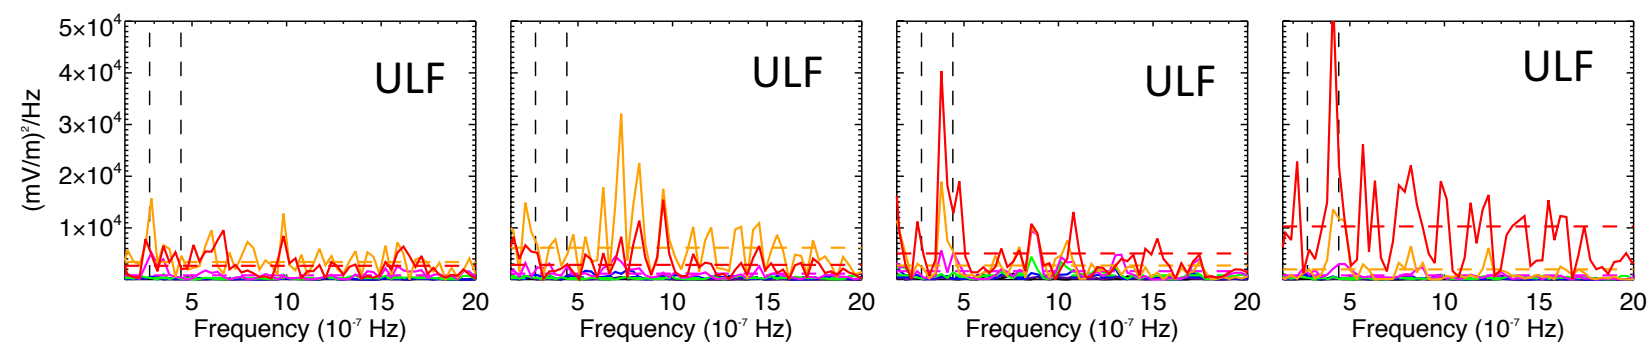 5×10⁴
4×10⁴
3×10⁴
2×10⁴
1×10⁴
(mV/m)²/Hz
ULF
5 10 15 20
Frequency (10⁻⁷ Hz)
ULF
5 10 15 20
Frequency (10⁻⁷ Hz)
ULF
5 10 15 20
Frequency (10⁻⁷ Hz)
ULF
5 10 15 20
Frequency (10⁻⁷ Hz)